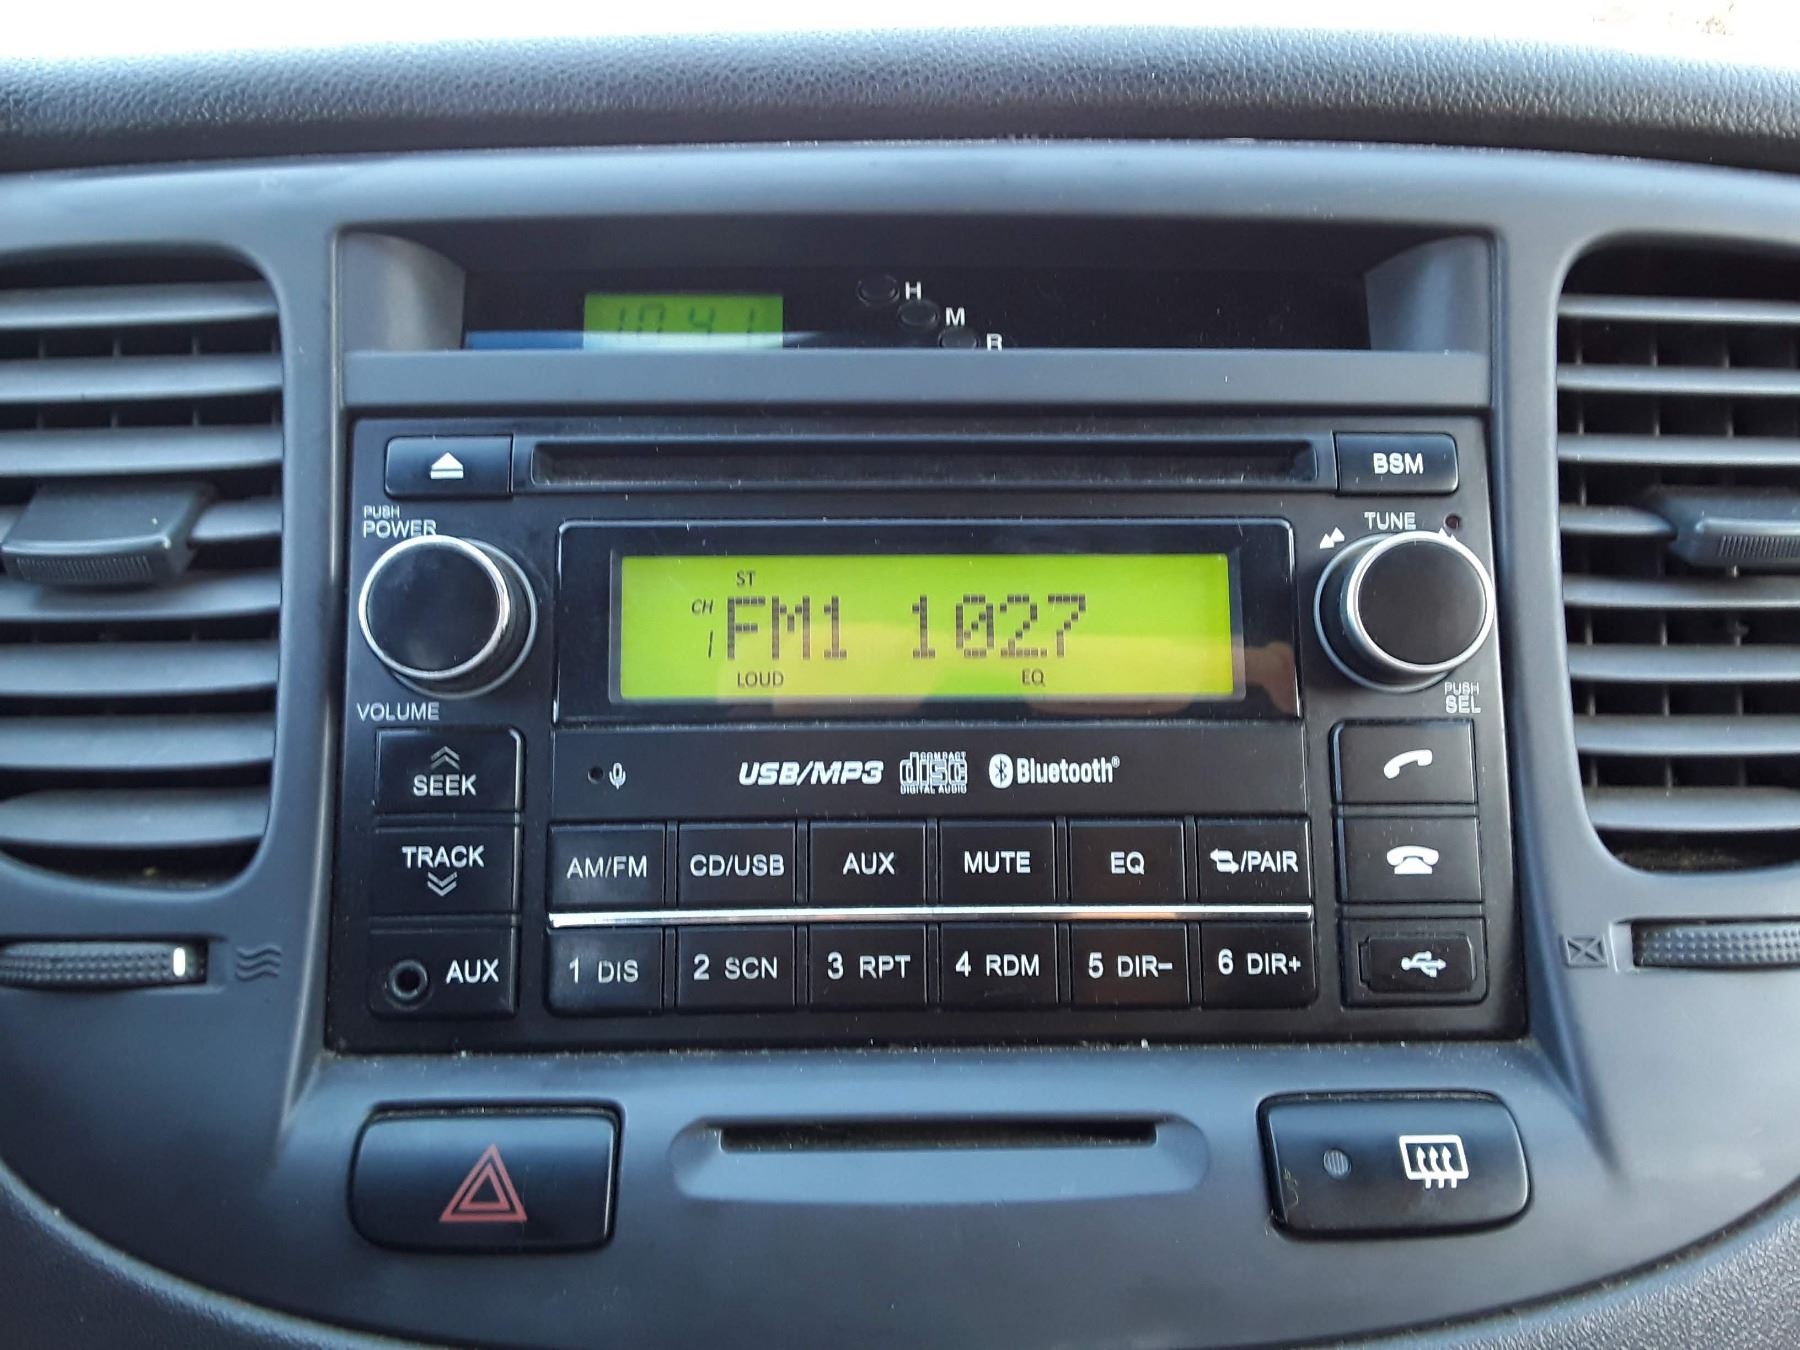 10 41
H
M
R
BSM
PUSH
POWER
TUNE
ST
CH
1 FM1 102.7
LOUD EQ
PUSH
SEL
VOLUME
SEEK
USB/MP3 COMPACT disc DIGITAL AUDIO Bluetooth®
TRACK
AM/FM CD/USB AUX MUTE EQ /PAIR
AUX
1 DIS 2 SCN 3 RPT 4 RDM 5 DIR- 6 DIR+